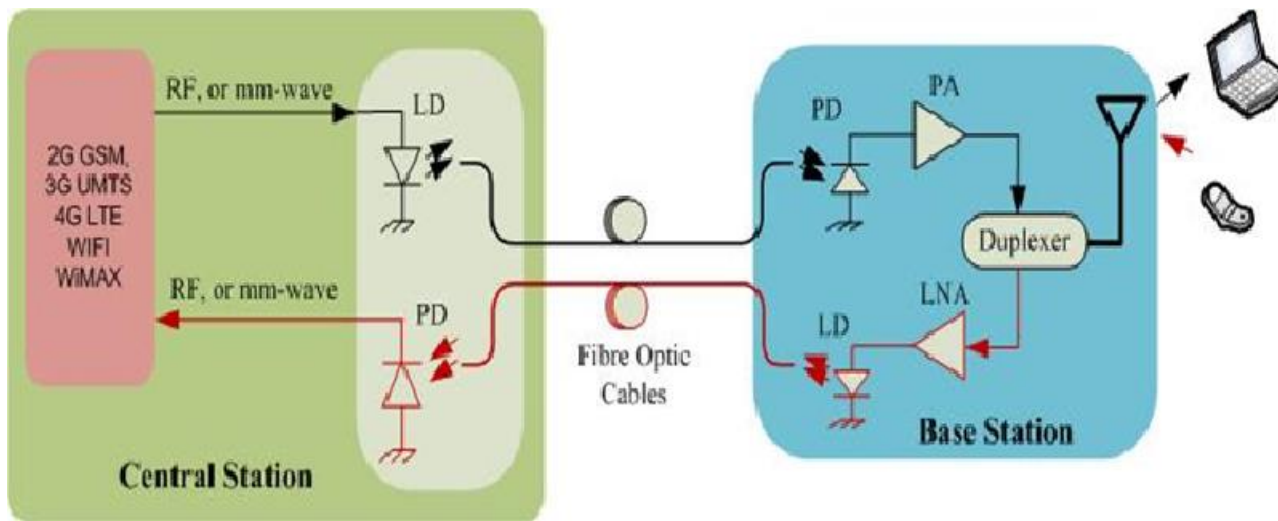 RF, or mm-wave
LD
2G GSM,
3G UMTS
4G LTE
WIFI
WiMAX
RF, or mm-wave
PD
Central Station
Fibre Optic
Cables
PD
PA
Duplexer
LNA
LD
Base Station